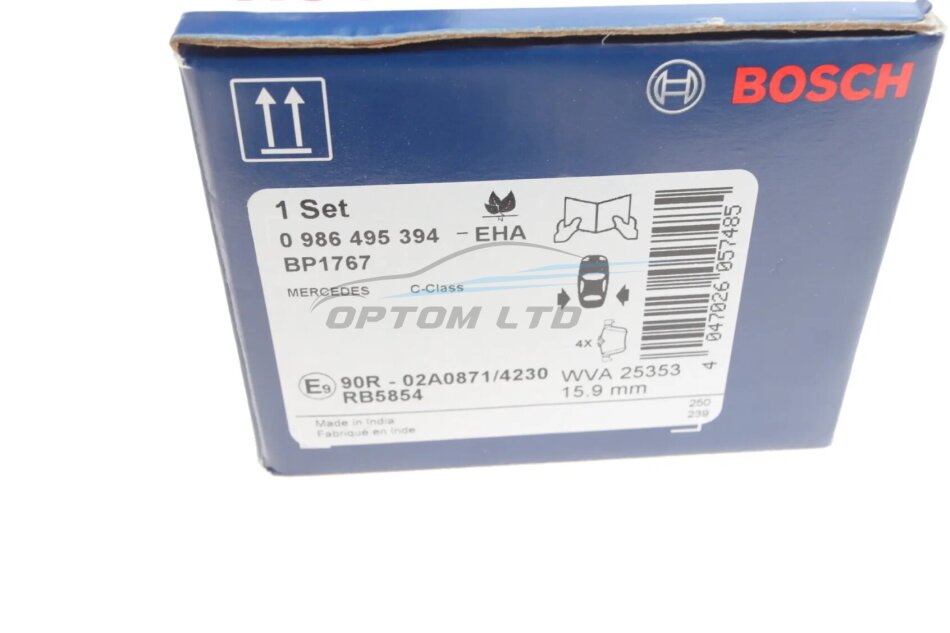 BOSCH
1 Set
0 986 495 394 - EHA
BP1767
MERCEDES C-Class
OPTOM LTD
4X
4 047026 057485
E9 90R - 02A0871/4230 WVA 25353
RB5854 15.9 mm
250
239
Made in India
Fabriqué en Inde